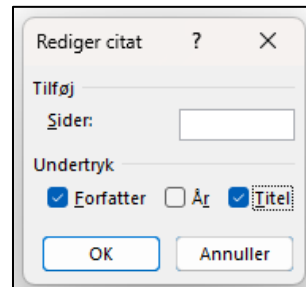 Rediger citat ?
Tilføj
Sider:
Undertryk
Forfatter År Titel
OK Annuller